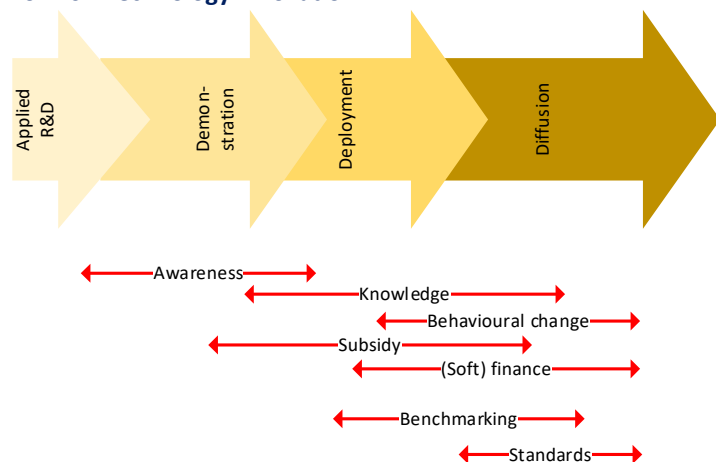 Applied
R&D
Demon-
stration
Deployment
Diffusion
Awareness
Knowledge
Behavioural change
Subsidy
(Soft) finance
Benchmarking
Standards